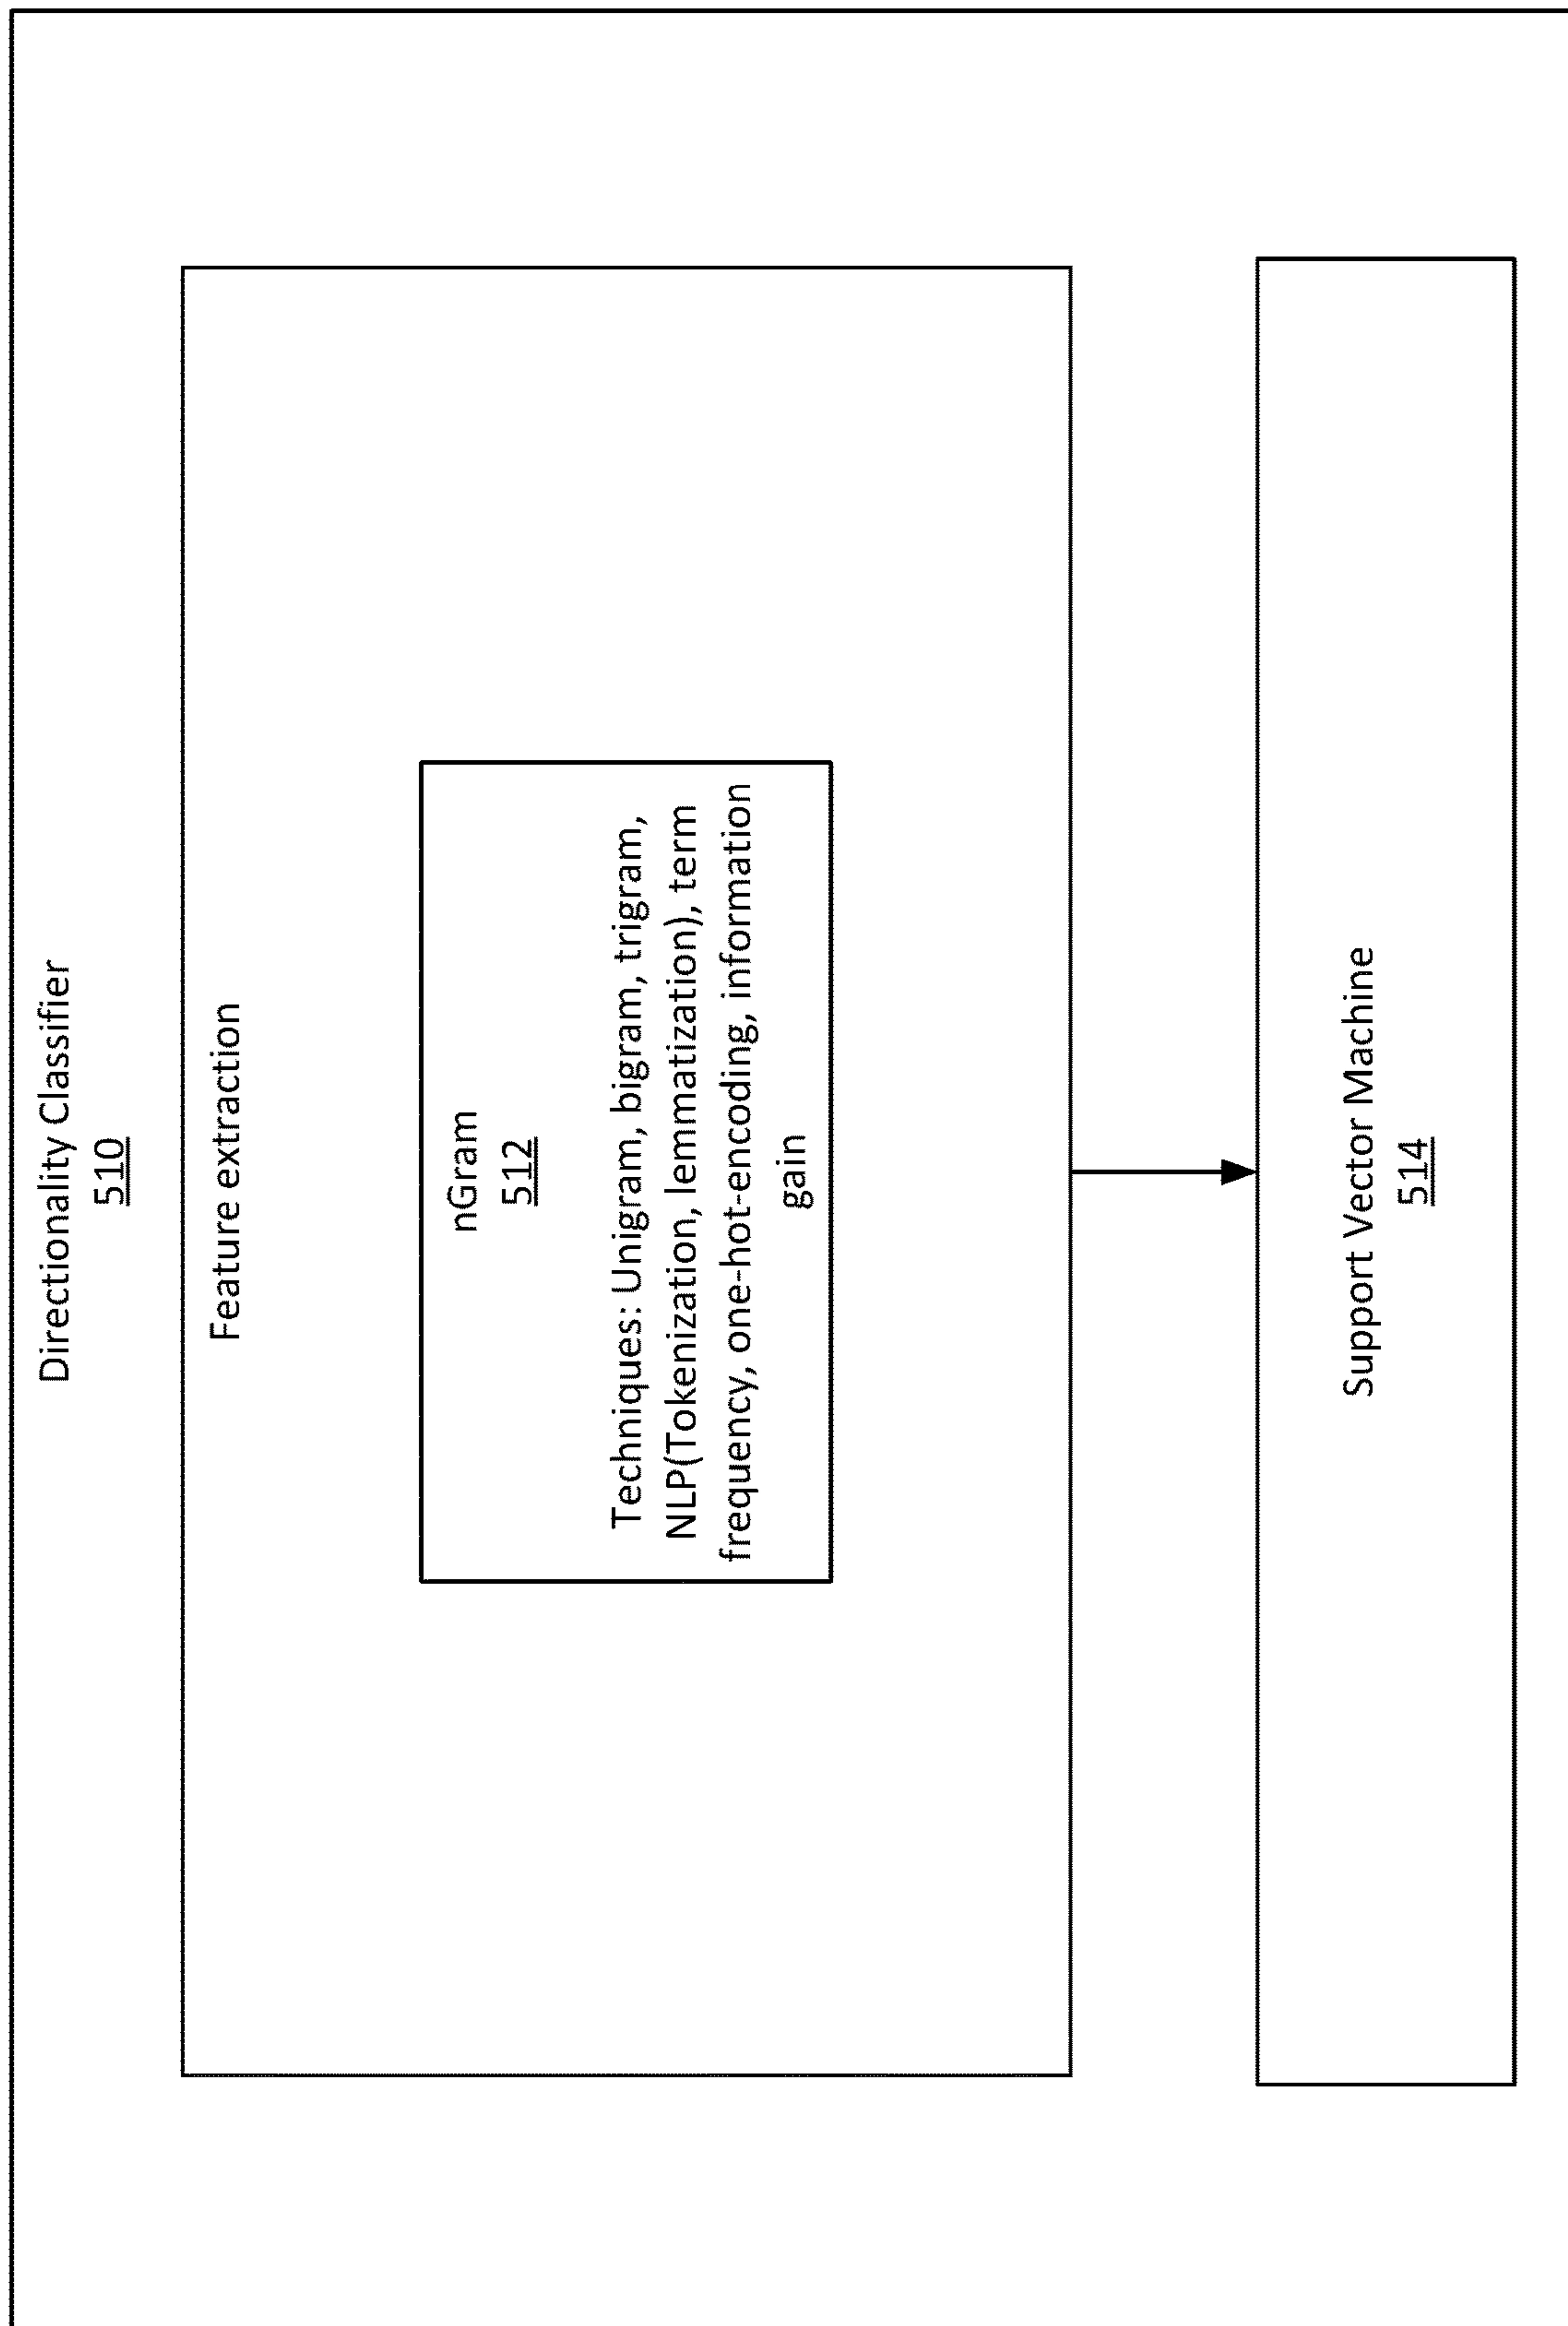 Directionality Classifier
510
Feature extraction
nGram
512
Techniques: Unigram, bigram, trigram,
NLP(Tokenization, lemmatization), term
frequency, one-hot-encoding, information
gain
Support Vector Machine
514